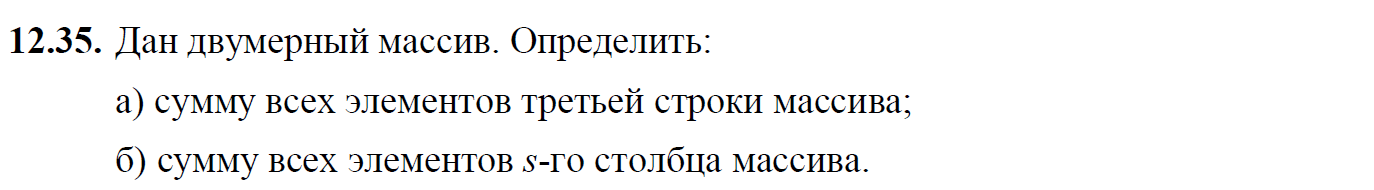 12.35. Дан двумерный массив. Определить:
а) сумму всех элементов третьей строки массива;
б) сумму всех элементов s-го столбца массива.